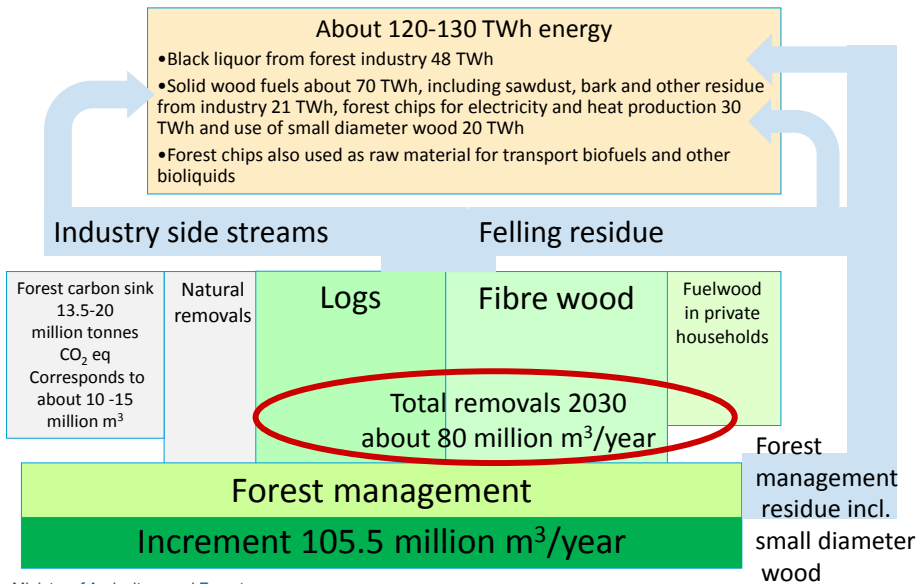 About 120-130 TWh energy
•Black liquor from forest industry 48 TWh
•Solid wood fuels about 70 TWh, including sawdust, bark and other residue
from industry 21 TWh, forest chips for electricity and heat production 30
TWh and use of small diameter wood 20 TWh
•Forest chips also used as raw material for transport biofuels and other
bioliquids
Industry side streams
Felling residue
Forest carbon sink
13.5-20
million tonnes
CO₂ eq
Corresponds to
about 10 -15
million m³
Natural
removals
Logs
Fibre wood
Fuelwood
in private
households
Total removals 2030
about 80 million m³/year
Forest management
Increment 105.5 million m³/year
Forest
management
residue incl.
small diameter
wood